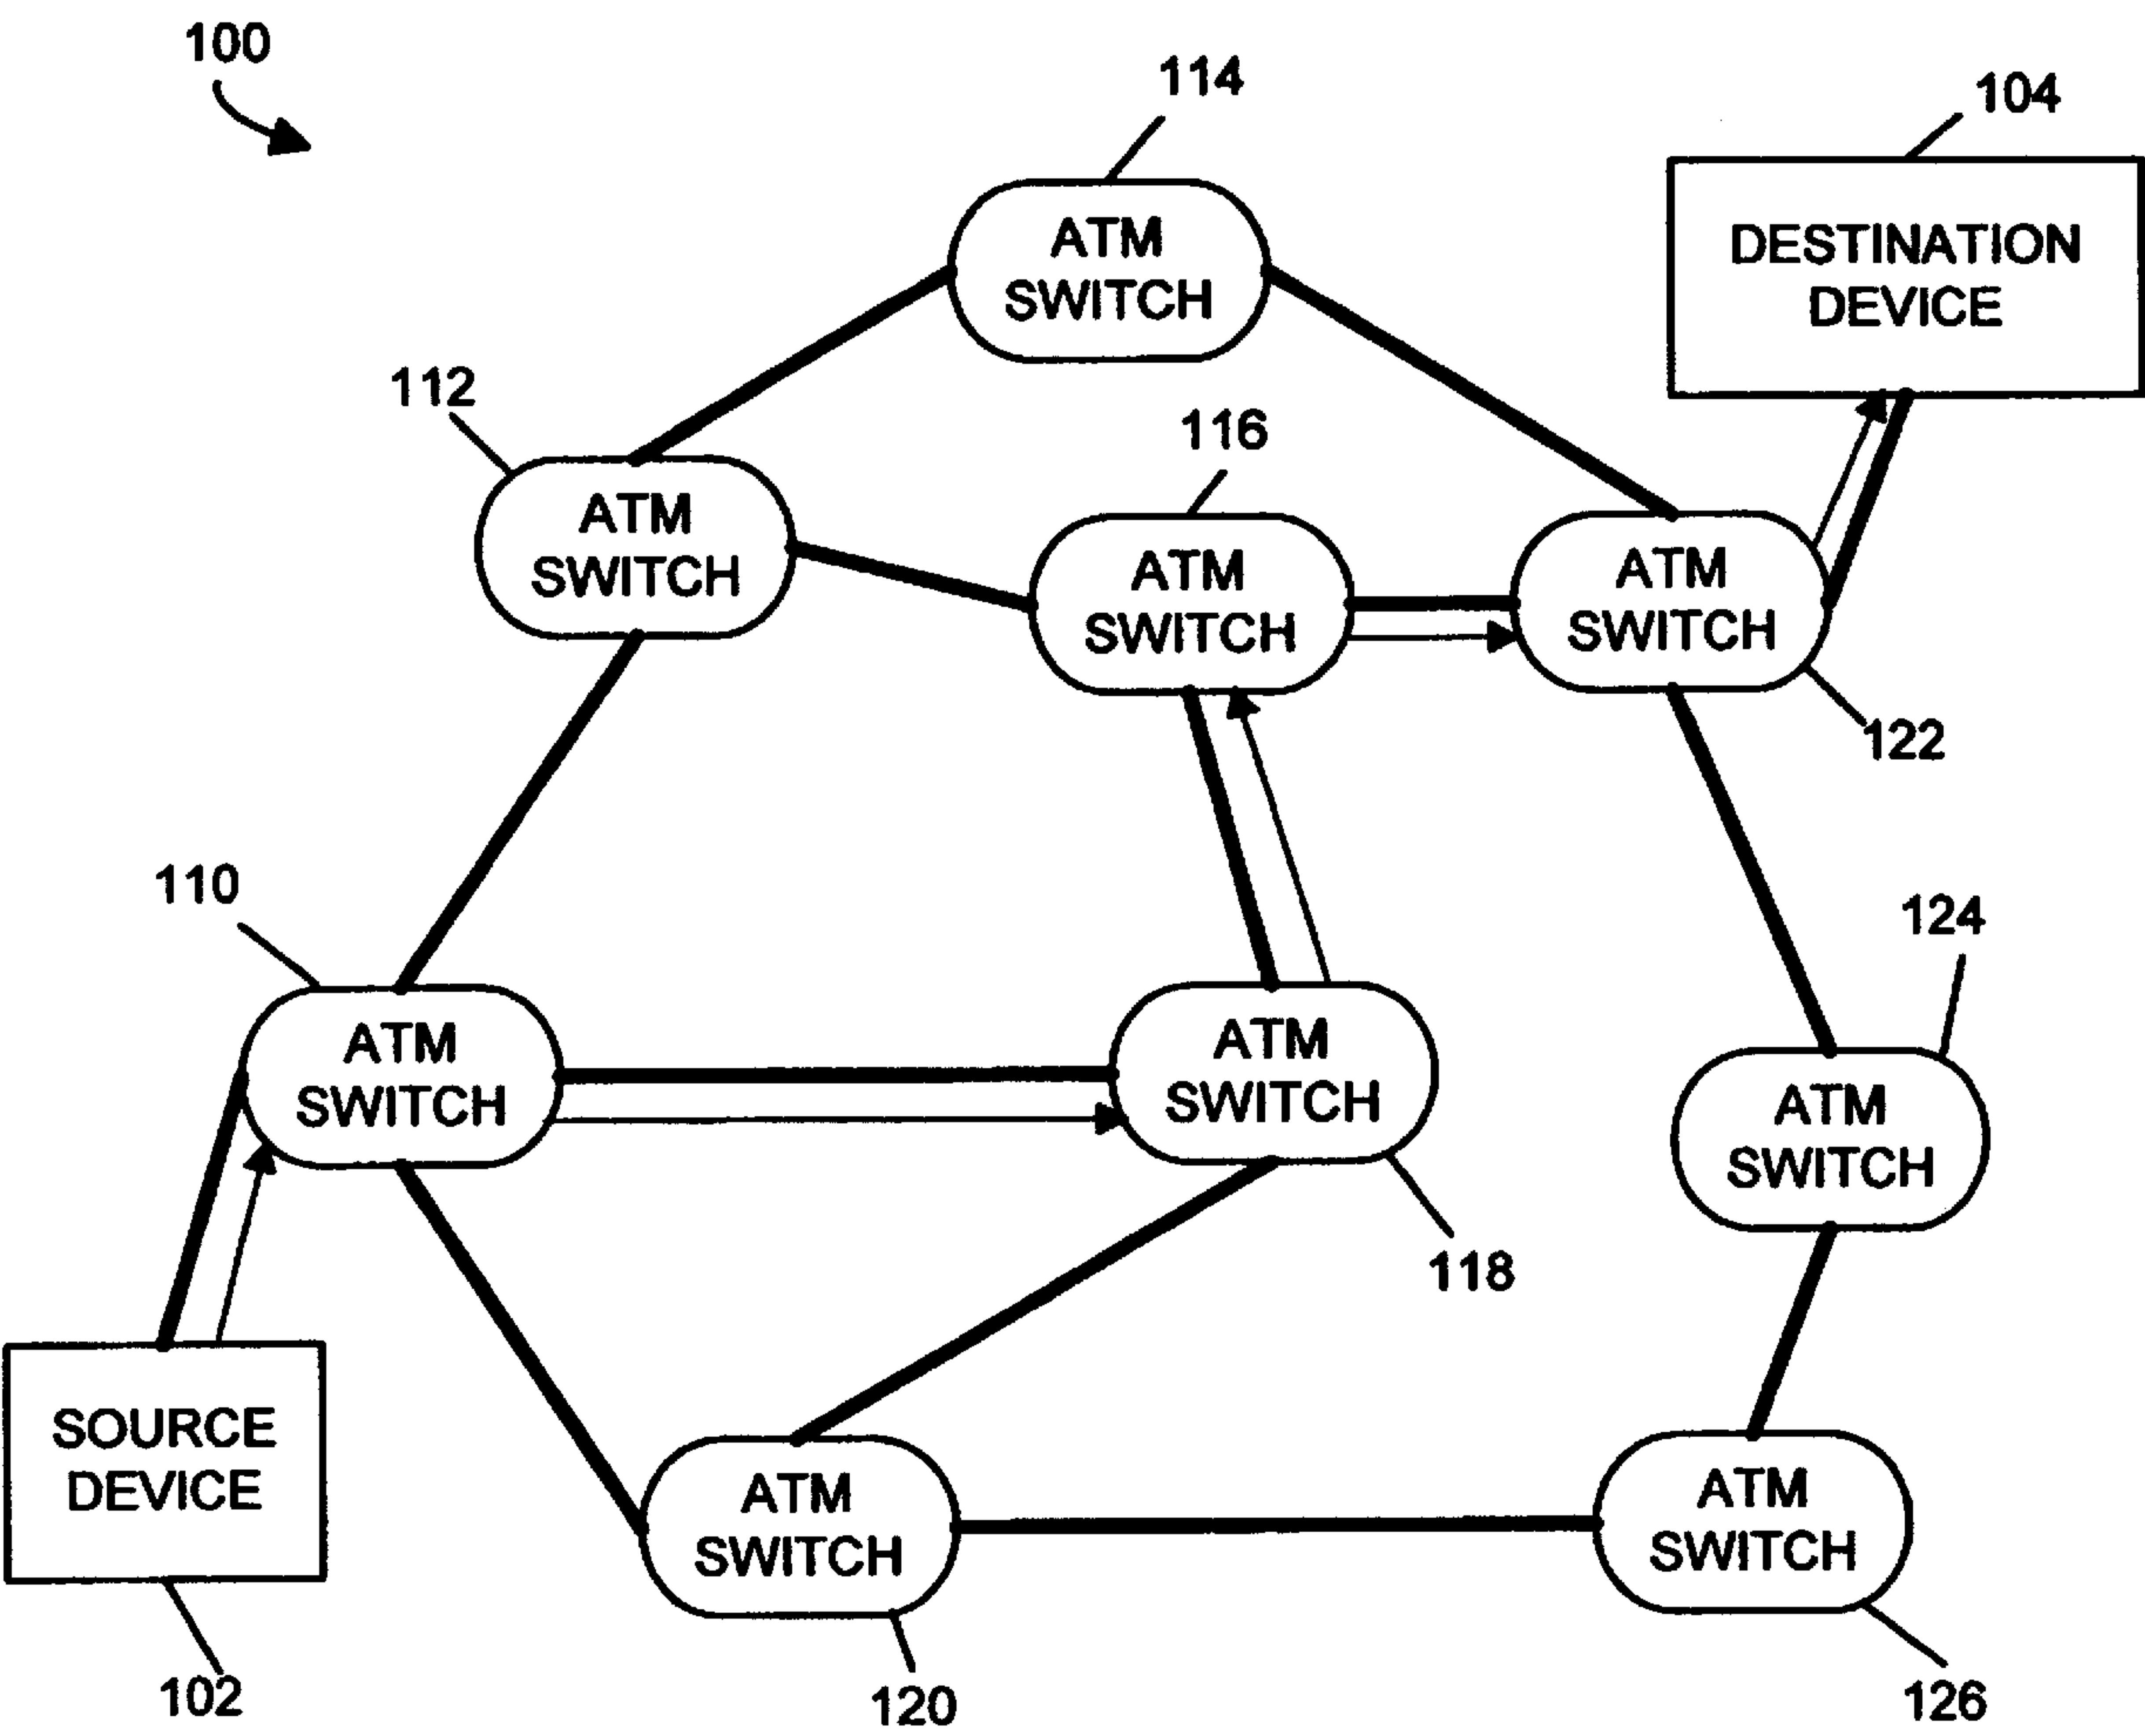 100
114
104
ATM
SWITCH
DESTINATION
DEVICE
112
116
ATM
SWITCH
ATM
SWITCH
ATM
SWITCH
122
110
124
ATM
SWITCH
ATM
SWITCH
ATM
SWITCH
118
SOURCE
DEVICE
ATM
SWITCH
ATM
SWITCH
102
120
126